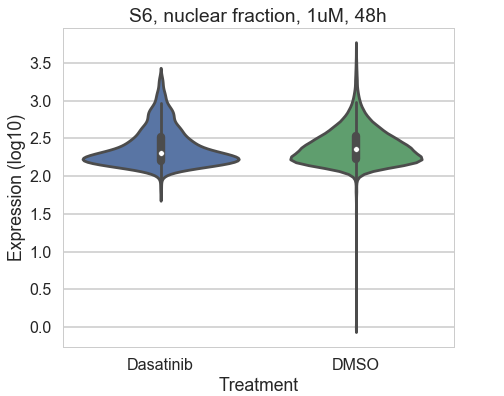 S6, nuclear fraction, 1uM, 48h
Expression (log10)
3.5
3.0
2.5
2.0
1.5
1.0
0.5
0.0
Dasatinib
DMSO
Treatment